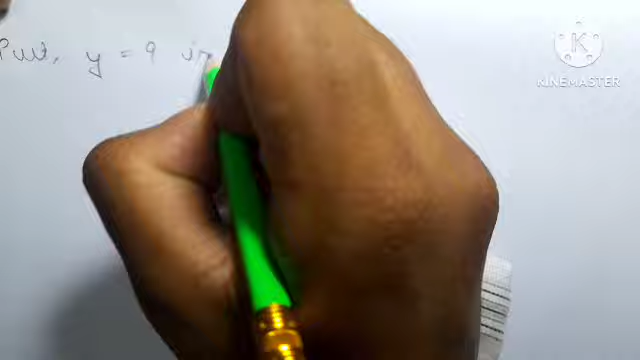 Put, y = 9 in
KINEMASTER